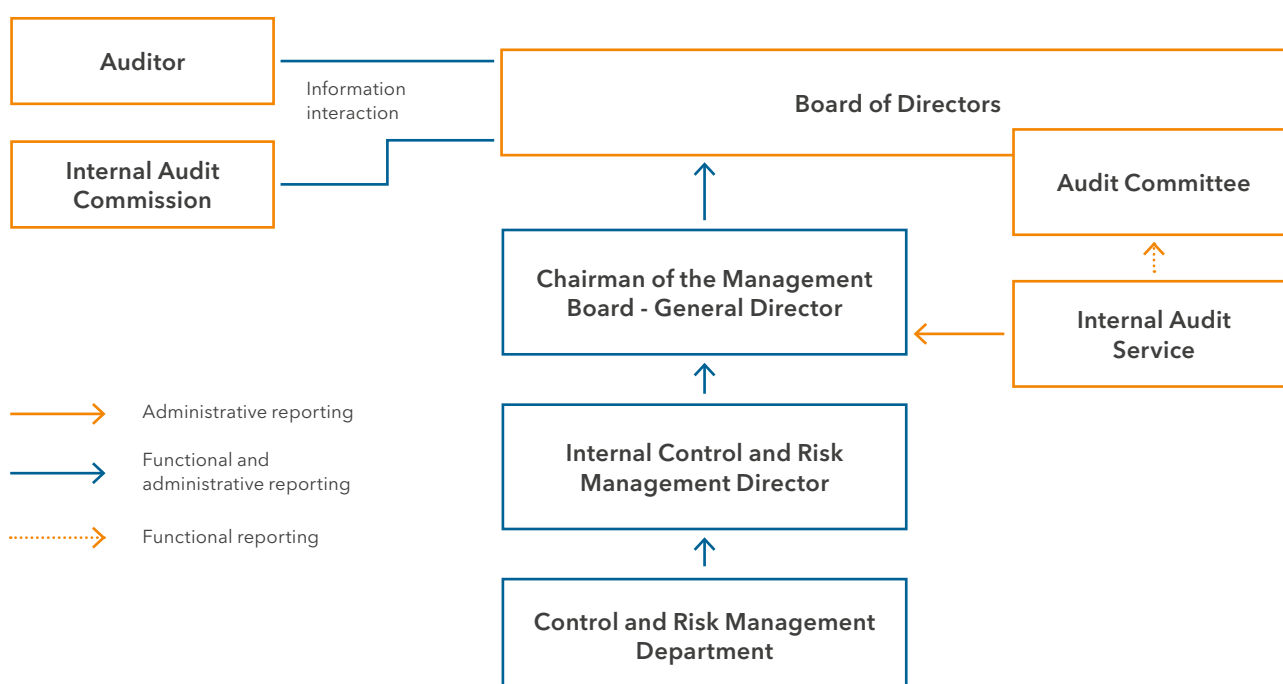 Auditor
Information
interaction
Board of Directors
Internal Audit
Commission
Audit Committee
Chairman of the Management
Board - General Director
Internal Audit
Service
Administrative reporting
Functional and
administrative reporting
Functional reporting
Internal Control and Risk
Management Director
Control and Risk Management
Department